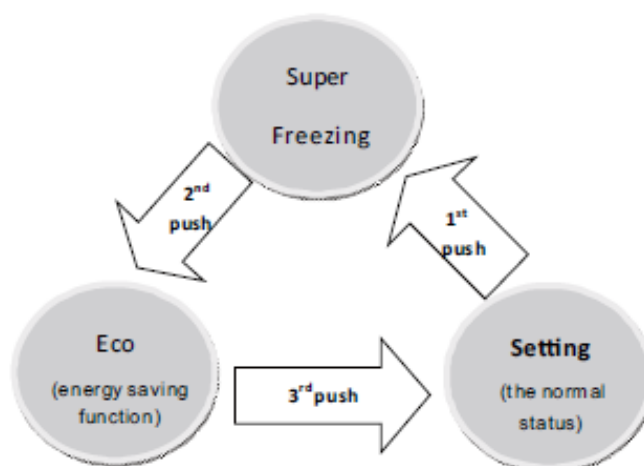 Super
Freezing
2nd
push
1st
push
Eco
(energy saving
function)
3rd push
Setting
(the normal
status)